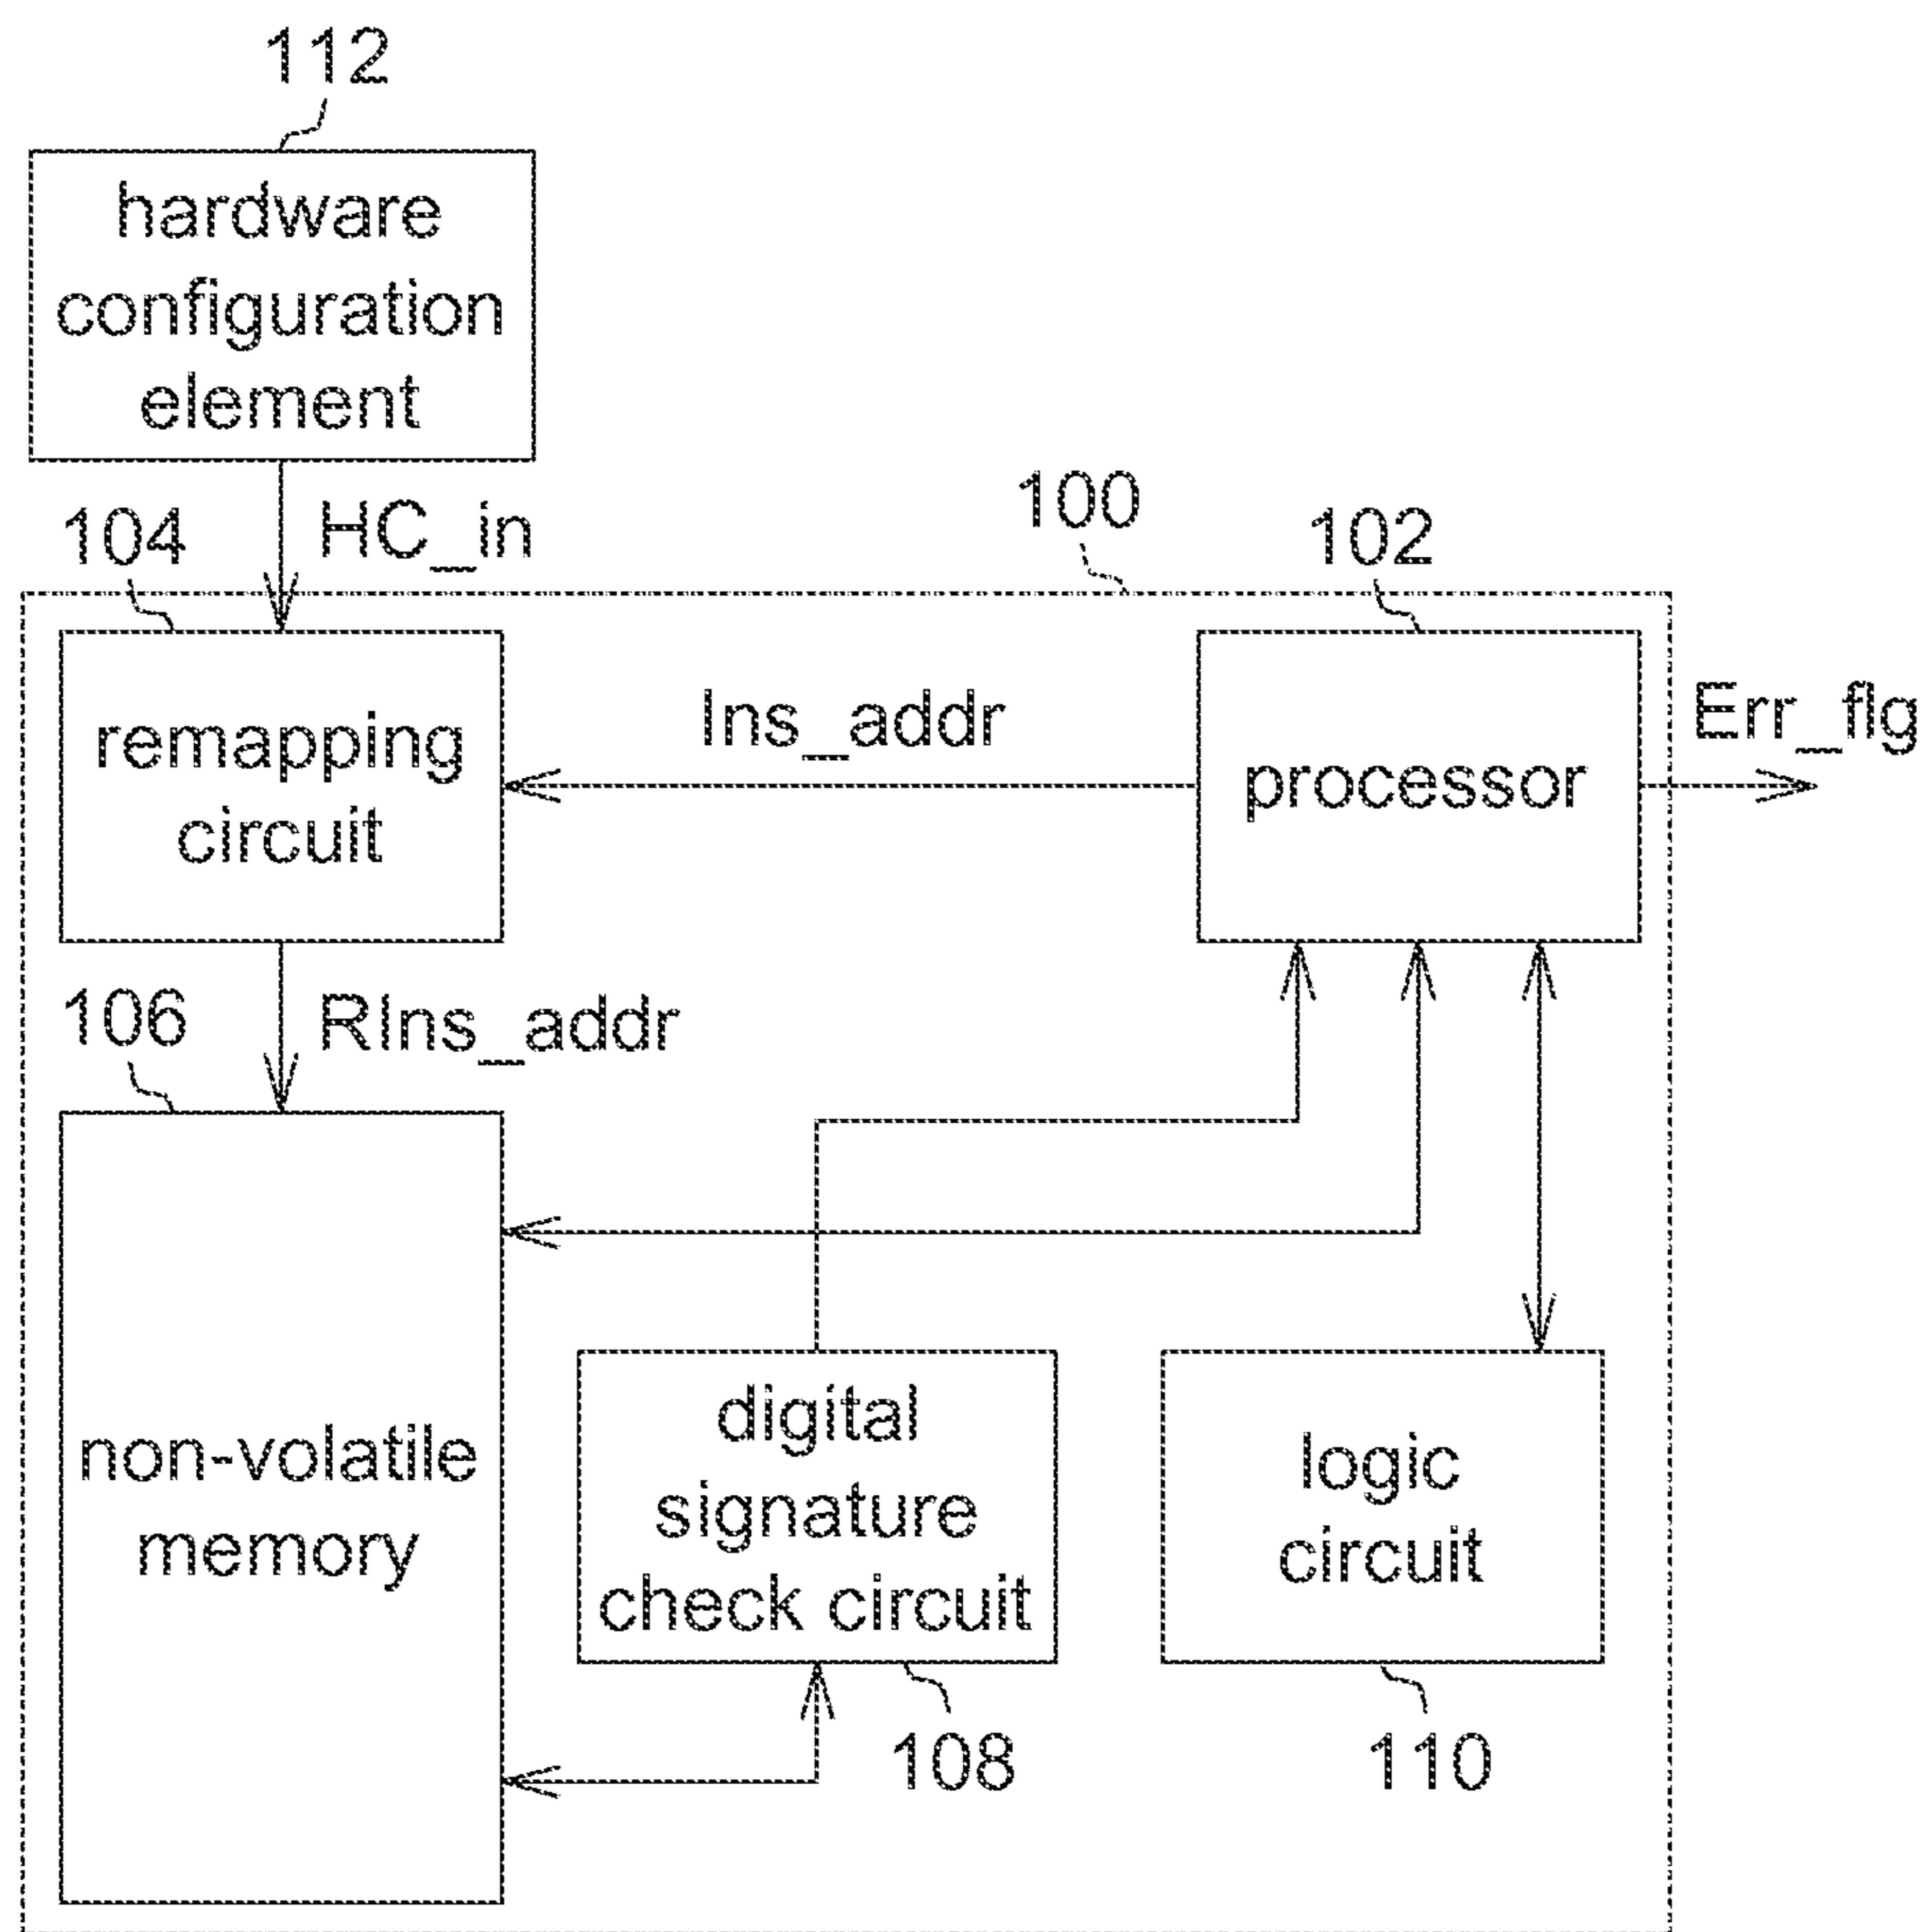 112
hardware
configuration
element
104
HC_in
100
102
remapping
circuit
Ins_addr
processor
Err_flg
106
RIns_addr
non-volatile
memory
digital
signature
check circuit
logic
circuit
108
110